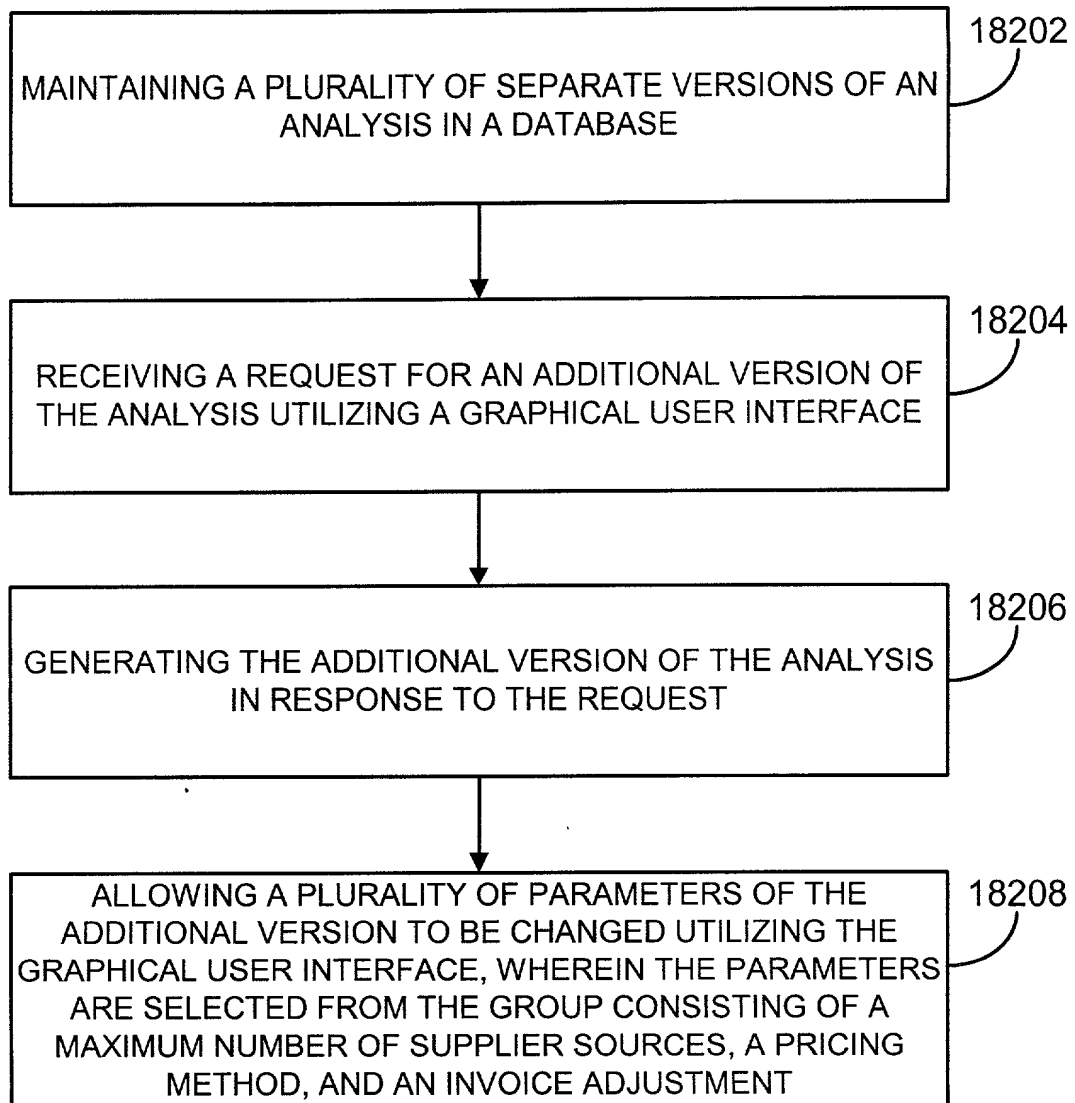 18202
MAINTAINING A PLURALITY OF SEPARATE VERSIONS OF AN
ANALYSIS IN A DATABASE
18204
RECEIVING A REQUEST FOR AN ADDITIONAL VERSION OF
THE ANALYSIS UTILIZING A GRAPHICAL USER INTERFACE
18206
GENERATING THE ADDITIONAL VERSION OF THE ANALYSIS
IN RESPONSE TO THE REQUEST
18208
ALLOWING A PLURALITY OF PARAMETERS OF THE
ADDITIONAL VERSION TO BE CHANGED UTILIZING THE
GRAPHICAL USER INTERFACE, WHEREIN THE PARAMETERS
ARE SELECTED FROM THE GROUP CONSISTING OF A
MAXIMUM NUMBER OF SUPPLIER SOURCES, A PRICING
METHOD, AND AN INVOICE ADJUSTMENT